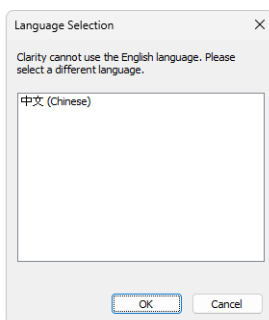 Language Selection
Clarity cannot use the English language. Please
select a different language.
中文 (Chinese)
OK
Cancel